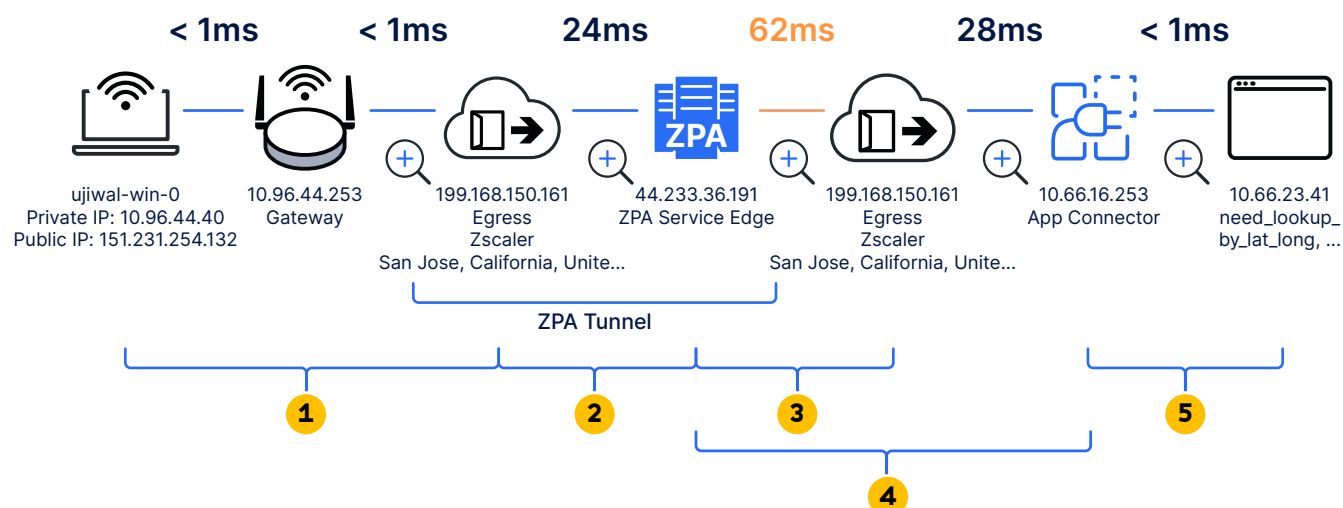 < 1ms
< 1ms
24ms
62ms
28ms
< 1ms
ZPA
ujiwal-win-0
Private IP: 10.96.44.40
Public IP: 151.231.254.132
10.96.44.253
Gateway
199.168.150.161
Egress
Zscaler
San Jose, California, Unite...
44.233.36.191
ZPA Service Edge
199.168.150.161
Egress
Zscaler
San Jose, California, Unite...
10.66.16.253
App Connector
10.66.23.41
need_lookup_
by_lat_long, ...
ZPA Tunnel
1
2
3
5
4